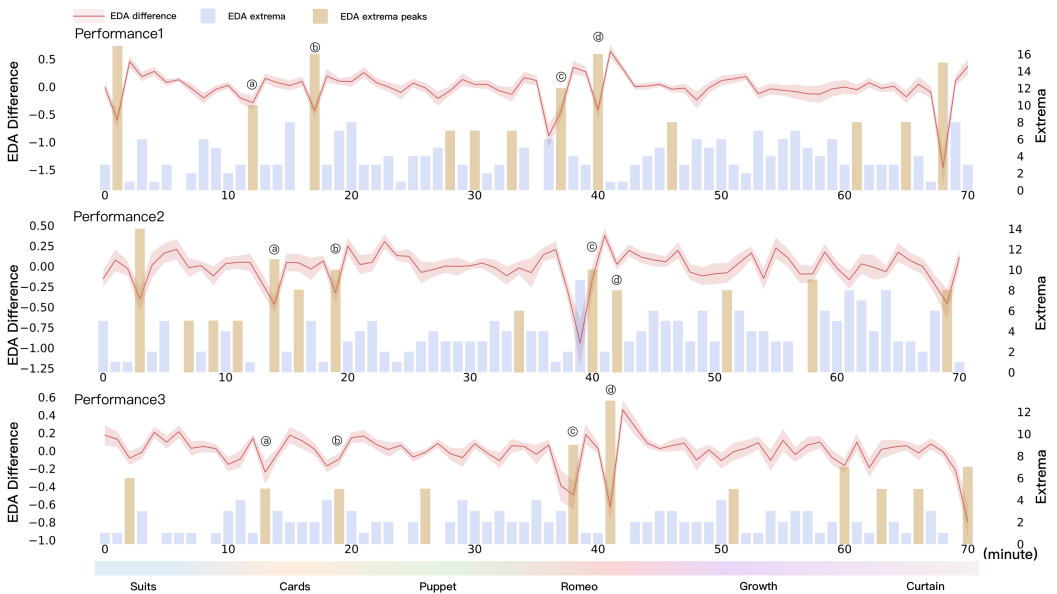 EDA difference EDA extrema EDA extrema peaks
Performance1
EDA Difference
0.5
0.0
−0.5
−1.0
−1.5
ⓐ ⓑ ⓒ ⓓ
16
14
12
10
8
6
4
2
0
Extrema
0 10 20 30 40 50 60 70
Performance2
EDA Difference
0.50
0.25
0.00
−0.25
−0.50
−0.75
−1.00
−1.25
ⓐ ⓑ ⓒ ⓓ
14
12
10
8
6
4
2
0
Extrema
0 10 20 30 40 50 60 70
Performance3
EDA Difference
0.6
0.4
0.2
0.0
−0.2
−0.4
−0.6
−0.8
−1.0
ⓐ ⓑ ⓒ ⓓ
12
10
8
6
4
2
0
Extrema
0 10 20 30 40 50 60 70 (minute)
Suits Cards Puppet Romeo Growth Curtain